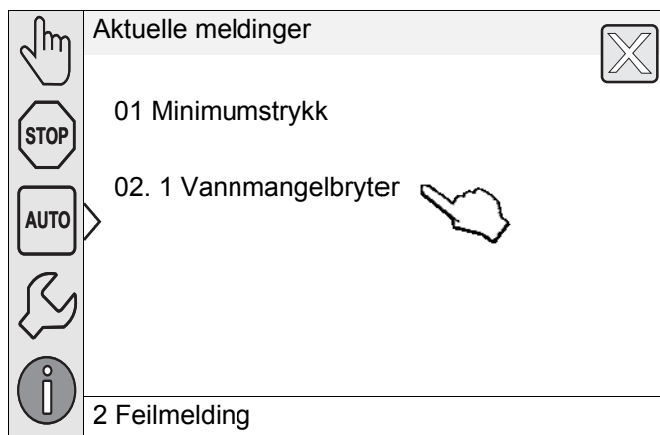 Aktuelle meldinger
01 Minimumstrykk
STOP
02. 1 Vannmangelbryter
AUTO
2 Feilmelding